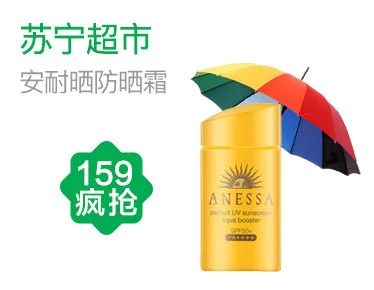 苏宁超市
安耐晒防晒霜
159
疯抢
ANESSA
perfect UV sunscreen
aqua booster
SPF50+
PA++++